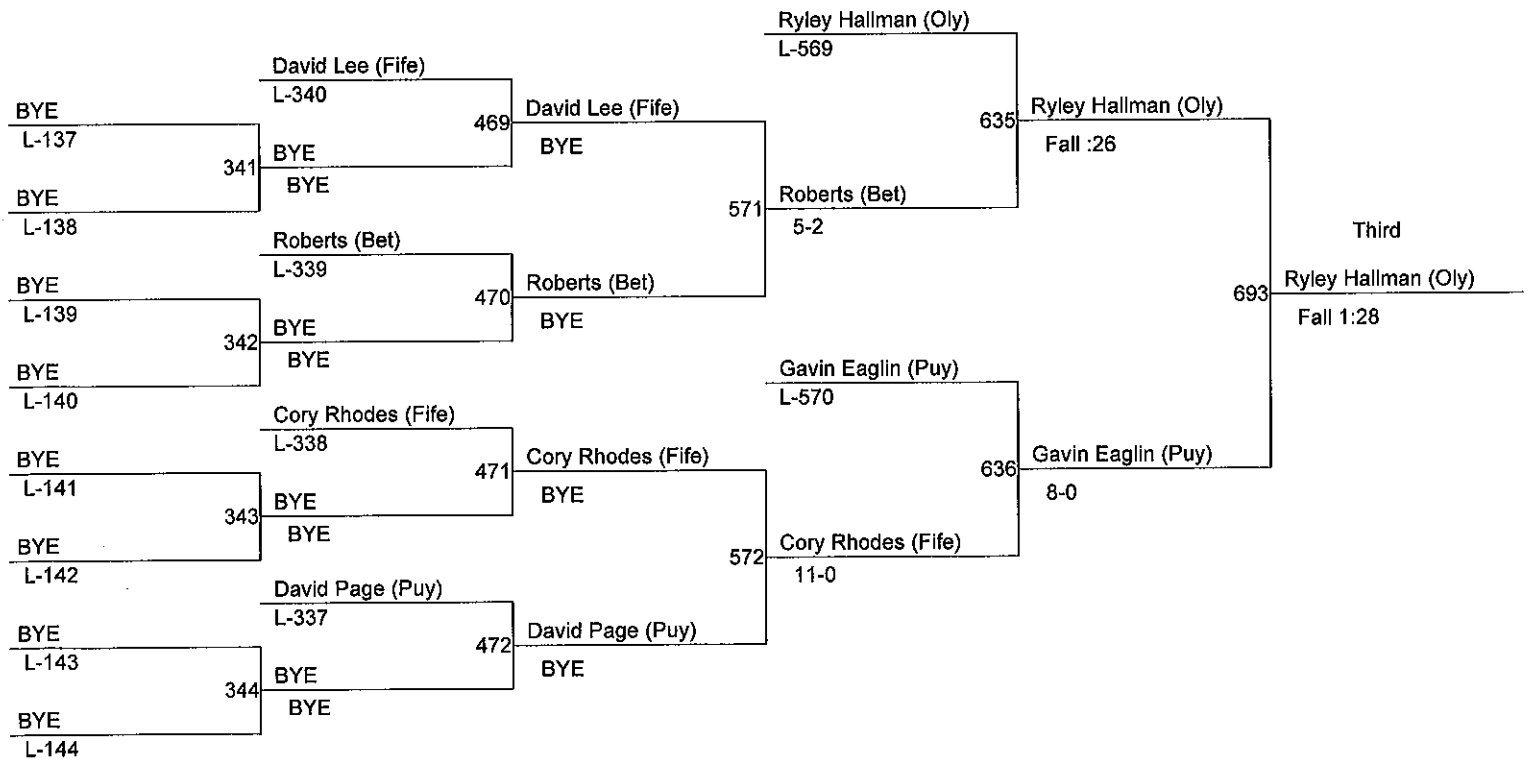 BYE
L-137
BYE
L-138
BYE
L-139
BYE
L-140
BYE
L-141
BYE
L-142
BYE
L-143
BYE
L-144
341
342
343
344
David Lee (Fife)
L-340
BYE
BYE
Roberts (Bet)
L-339
BYE
BYE
Cory Rhodes (Fife)
L-338
BYE
BYE
David Page (Puy)
L-337
BYE
BYE
469
470
471
472
David Lee (Fife)
BYE
Roberts (Bet)
BYE
Cory Rhodes (Fife)
BYE
David Page (Puy)
BYE
571
572
Ryley Hallman (Oly)
L-569
Roberts (Bet)
5-2
Gavin Eaglin (Puy)
L-570
Cory Rhodes (Fife)
11-0
635
636
Ryley Hallman (Oly)
Fall :26
Gavin Eaglin (Puy)
8-0
693
Third
Ryley Hallman (Oly)
Fall 1:28